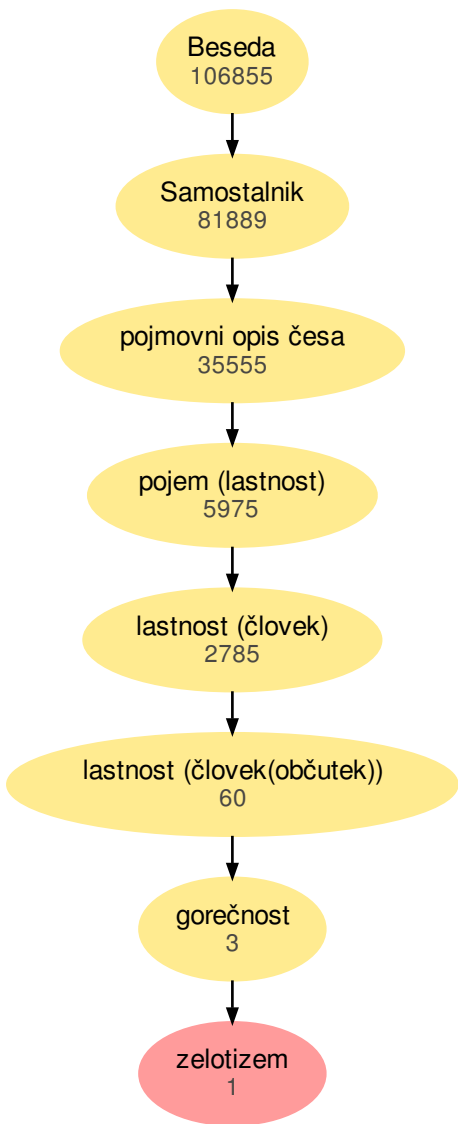 Beseda
106855
Samostalnik
81889
pojmovni opis česa
35555
pojem (lastnost)
5975
lastnost (človek)
2785
lastnost (človek(občutek))
60
gorečnost
3
zelotizem
1